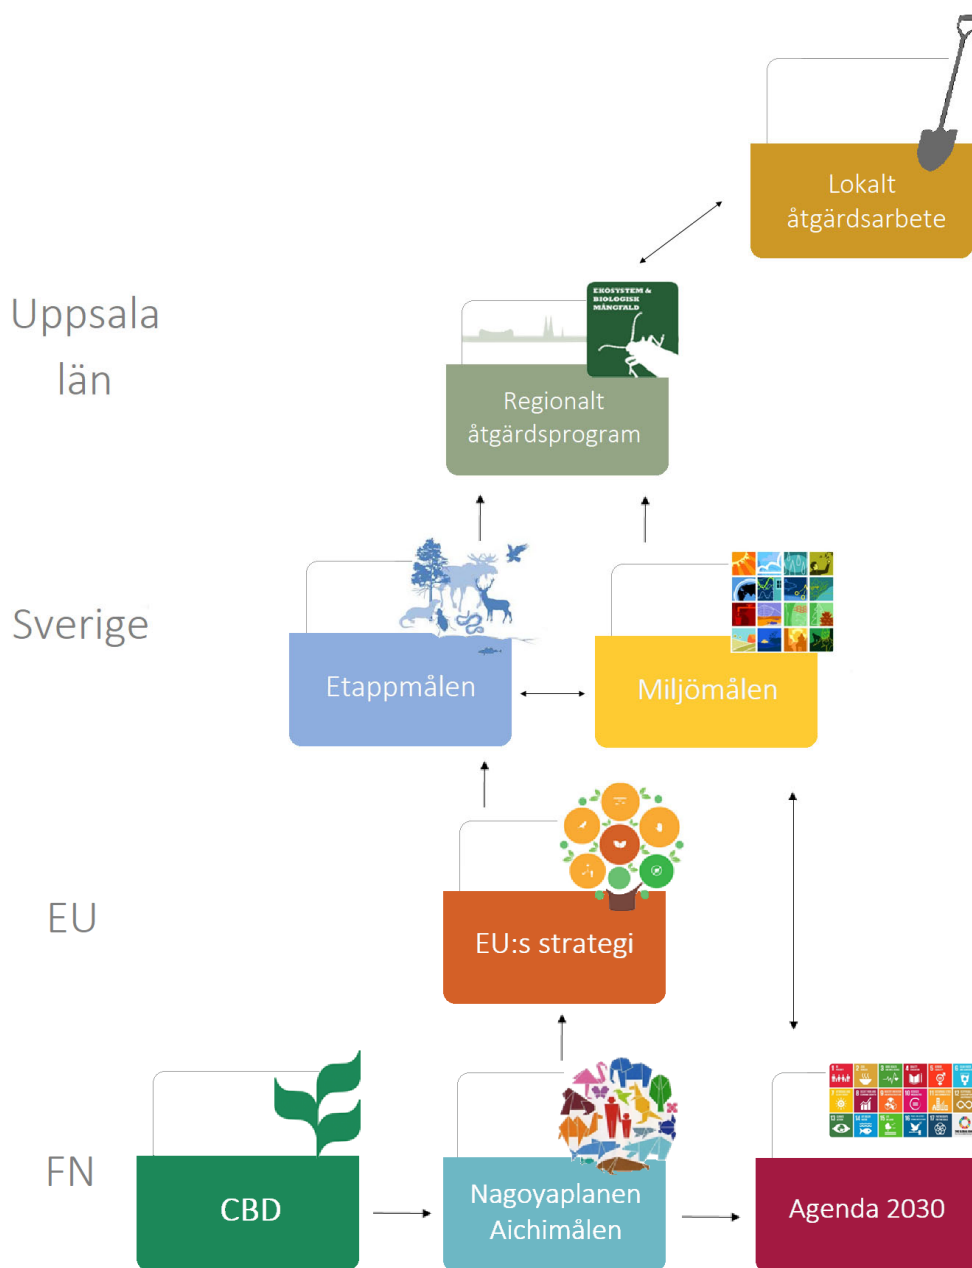 Lokalt
åtgärdsarbete
Uppsala
län
EKOSYSTEM &
BIOLOGISK
MÅNGFALD
Regionalt
åtgärdsprogram
Sverige
Etappmålen
Miljömålen
EU
EU:s strategi
FN
CBD
Nagoyaplanen
Aichimålen
Agenda 2030